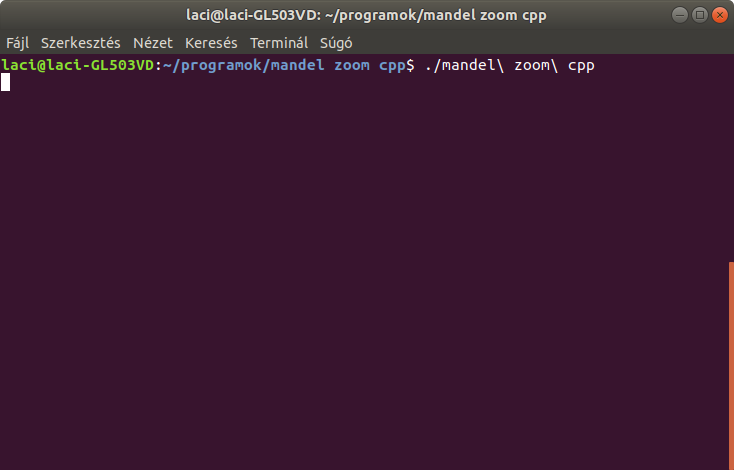 laci@laci-GL503VD: ~/programok/mandel zoom cpp
Fájl Szerkesztés Nézet Keresés Terminál Súgó
laci@laci-GL503VD:~/programok/mandel zoom cpp$ ./mandel\ zoom\ cpp